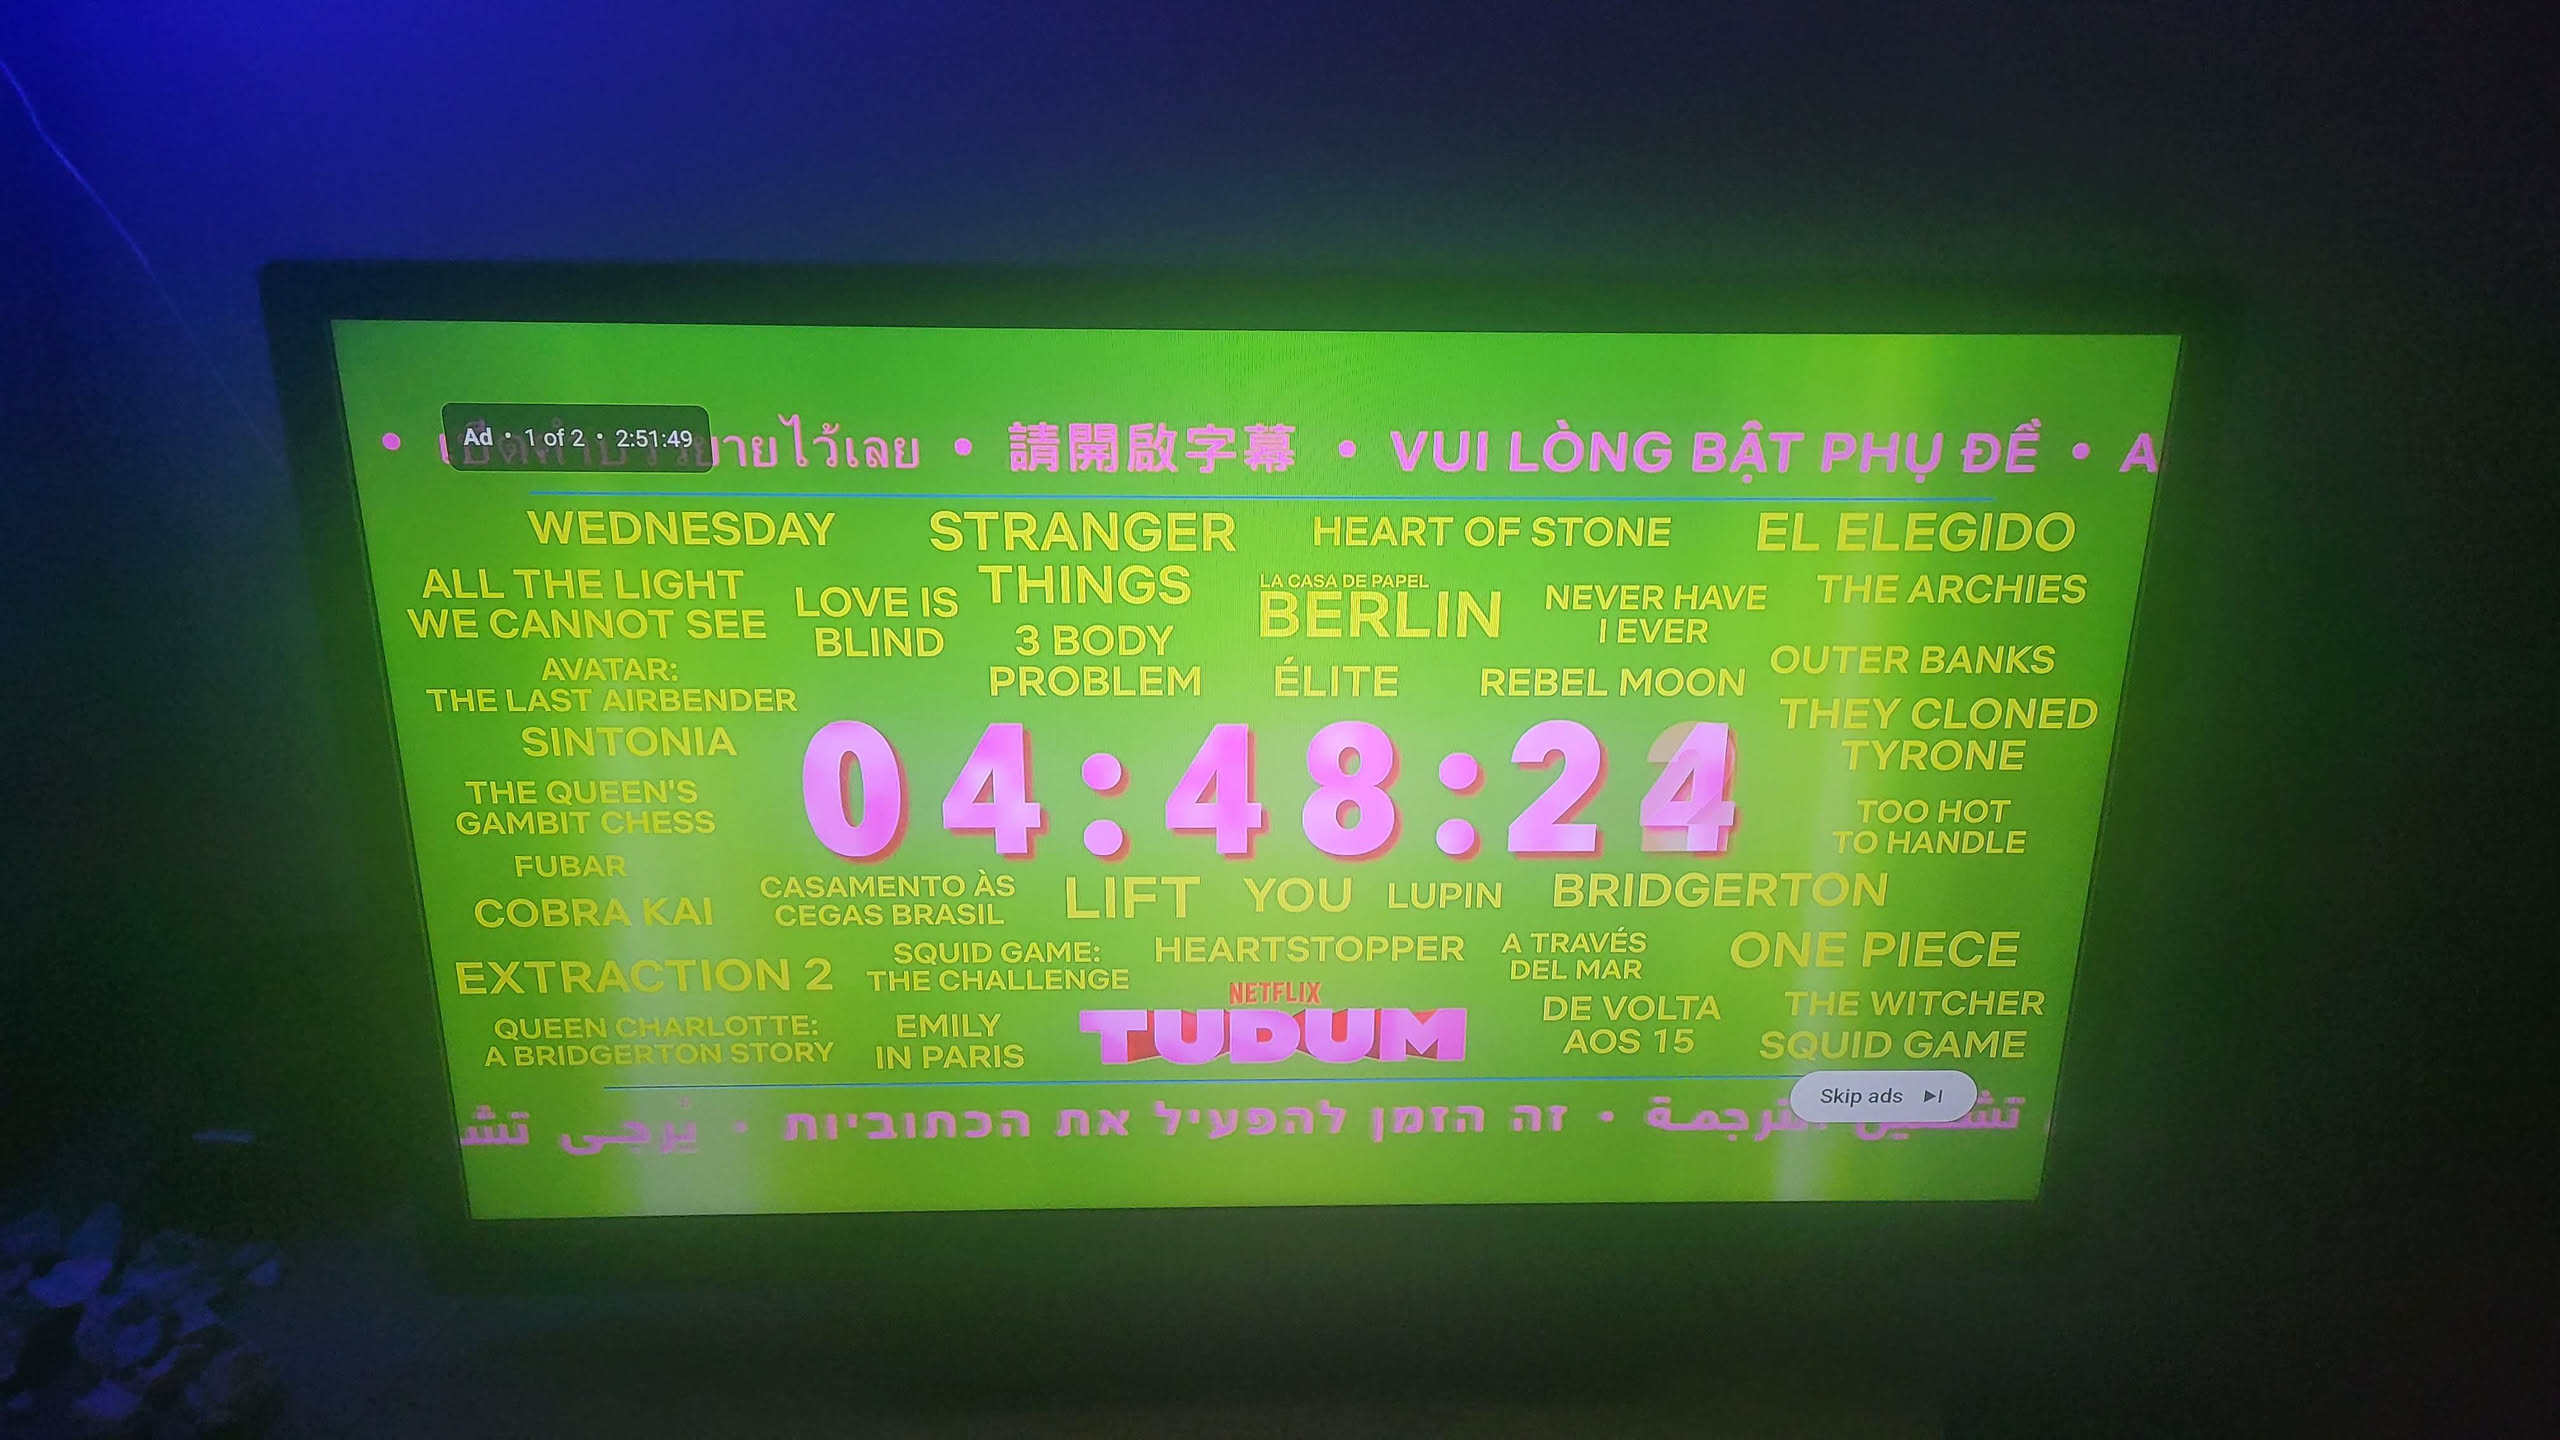 Ad • 1 of 2 • 2:51:49
ายไว้เลย • 請開啟字幕 • VUI LÒNG BẬT PHỤ ĐỀ • A
WEDNESDAY
STRANGER
THINGS
HEART OF STONE
EL ELEGIDO
ALL THE LIGHT
WE CANNOT SEE
LOVE IS
BLIND
3 BODY
PROBLEM
LA CASA DE PAPEL
BERLIN
NEVER HAVE
I EVER
THE ARCHIES
AVATAR:
THE LAST AIRBENDER
ÉLITE
REBEL MOON
OUTER BANKS
SINTONIA
THEY CLONED
TYRONE
THE QUEEN'S
GAMBIT CHESS
04:48:24
TOO HOT
TO HANDLE
FUBAR
COBRA KAI
CASAMENTO ÀS
CEGAS BRASIL
LIFT
YOU
LUPIN
BRIDGERTON
EXTRACTION 2
SQUID GAME:
THE CHALLENGE
HEARTSTOPPER
A TRAVÉS
DEL MAR
ONE PIECE
QUEEN CHARLOTTE:
A BRIDGERTON STORY
EMILY
IN PARIS
NETFLIX
TUDUM
DE VOLTA
AOS 15
THE WITCHER
SQUID GAME
Skip ads
זה הזמן להפעיל את הכתוביות • يُرجى